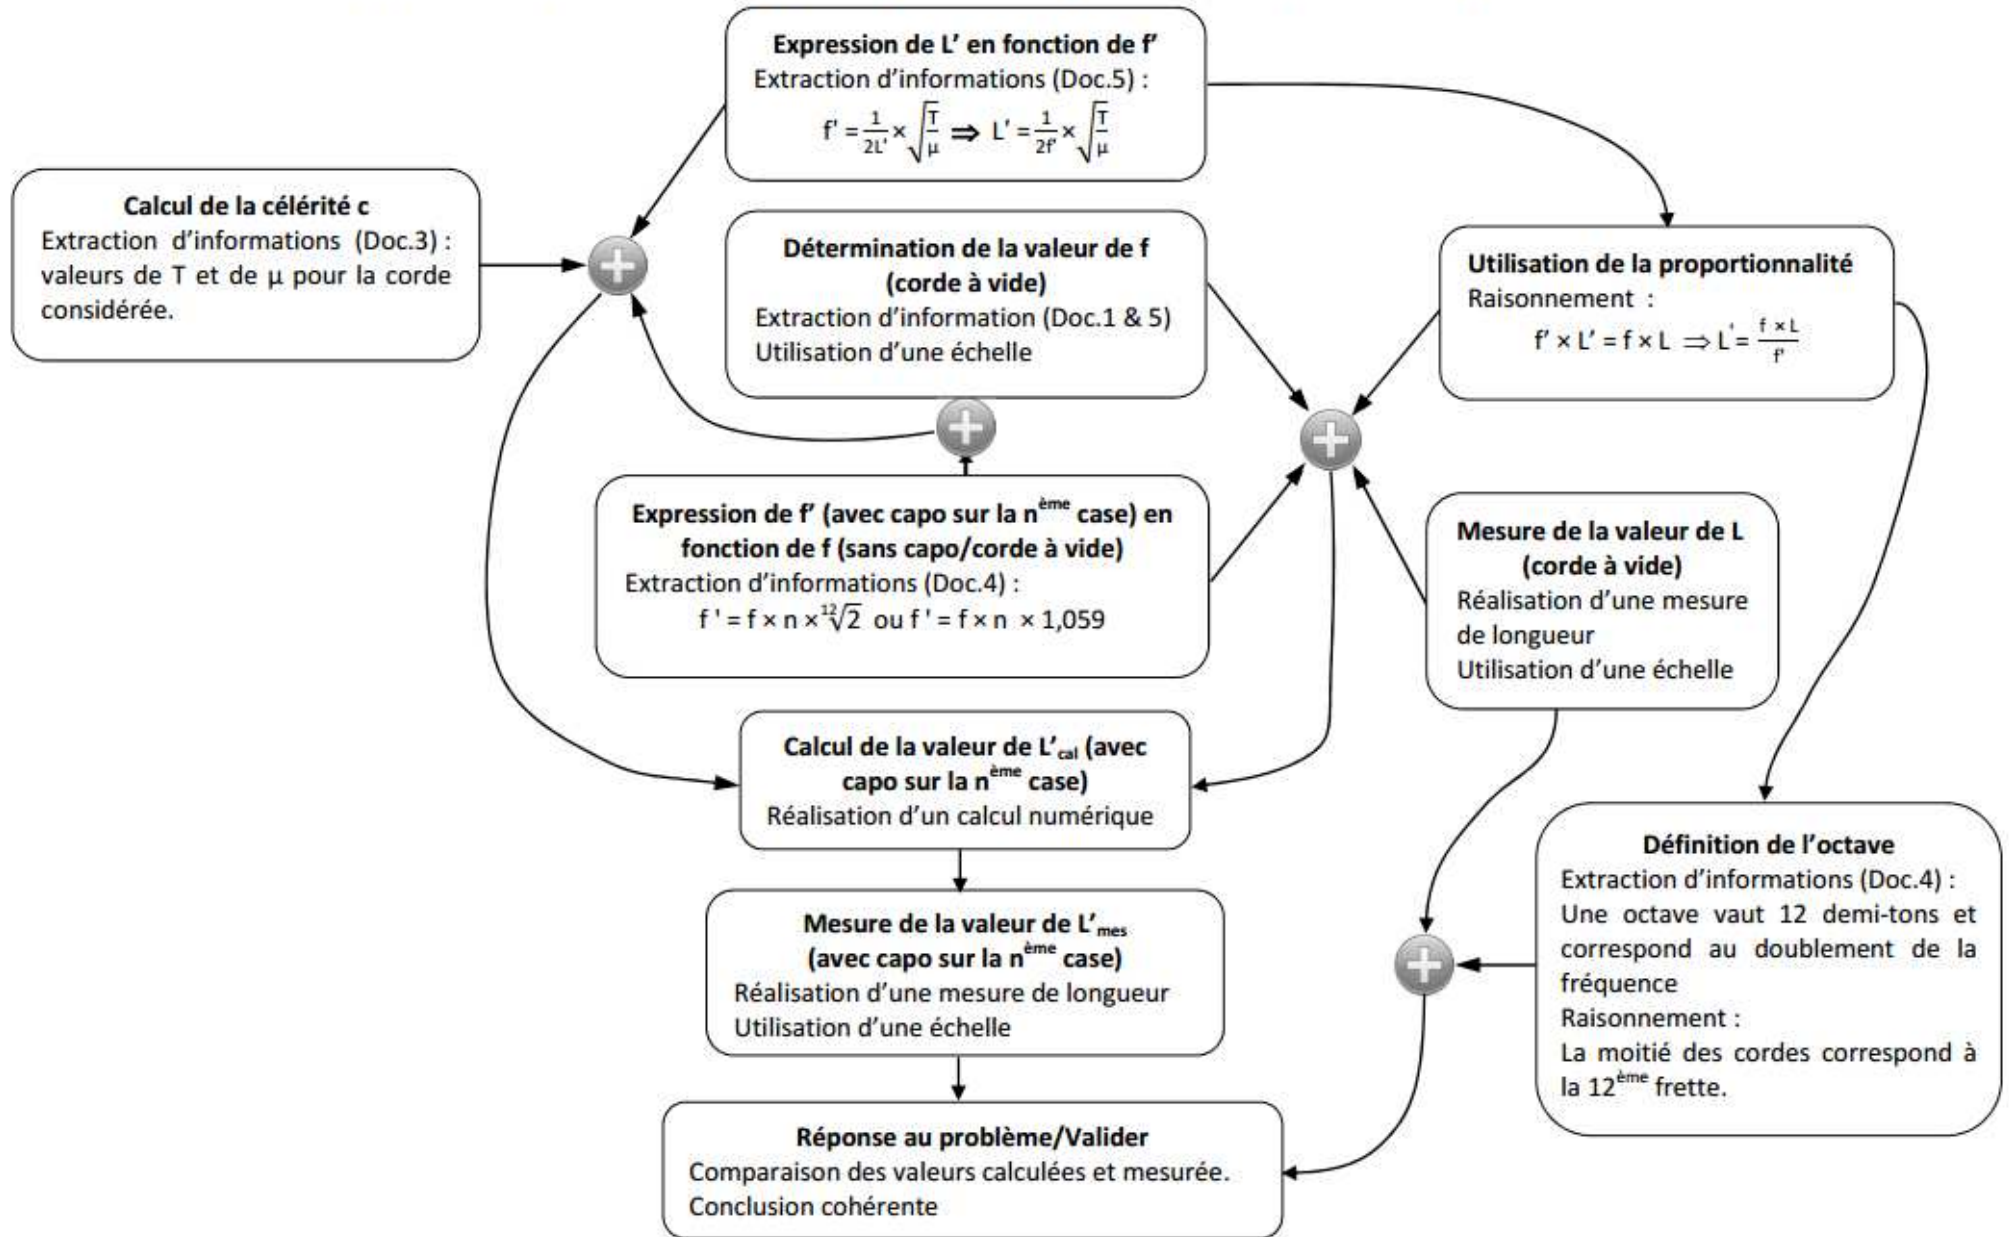 Expression de L’ en fonction de f’
Extraction d’informations (Doc.5) :
f' = 1/2L' × √T/μ ⇒ L' = 1/2f' × √T/μ
Calcul de la célérité c
Extraction d’informations (Doc.3) :
valeurs de T et de μ pour la corde
considérée.
Détermination de la valeur de f
(corde à vide)
Extraction d’information (Doc.1 & 5)
Utilisation d’une échelle
Utilisation de la proportionnalité
Raisonnement :
f’ × L’ = f × L ⇒ L' = f × L / f'
Expression de f’ (avec capo sur la nème case) en
fonction de f (sans capo/corde à vide)
Extraction d’informations (Doc.4) :
f ' = f × n × ¹²√2 ou f ' = f × n × 1,059
Mesure de la valeur de L
(corde à vide)
Réalisation d’une mesure
de longueur
Utilisation d’une échelle
Calcul de la valeur de L’cal (avec
capo sur la nème case)
Réalisation d’un calcul numérique
Mesure de la valeur de L’mes
(avec capo sur la nème case)
Réalisation d’une mesure de longueur
Utilisation d’une échelle
Définition de l’octave
Extraction d’informations (Doc.4) :
Une octave vaut 12 demi-tons et
correspond au doublement de la
fréquence
Raisonnement :
La moitié des cordes correspond à
la 12ème frette.
Réponse au problème/Valider
Comparaison des valeurs calculées et mesurée.
Conclusion cohérente